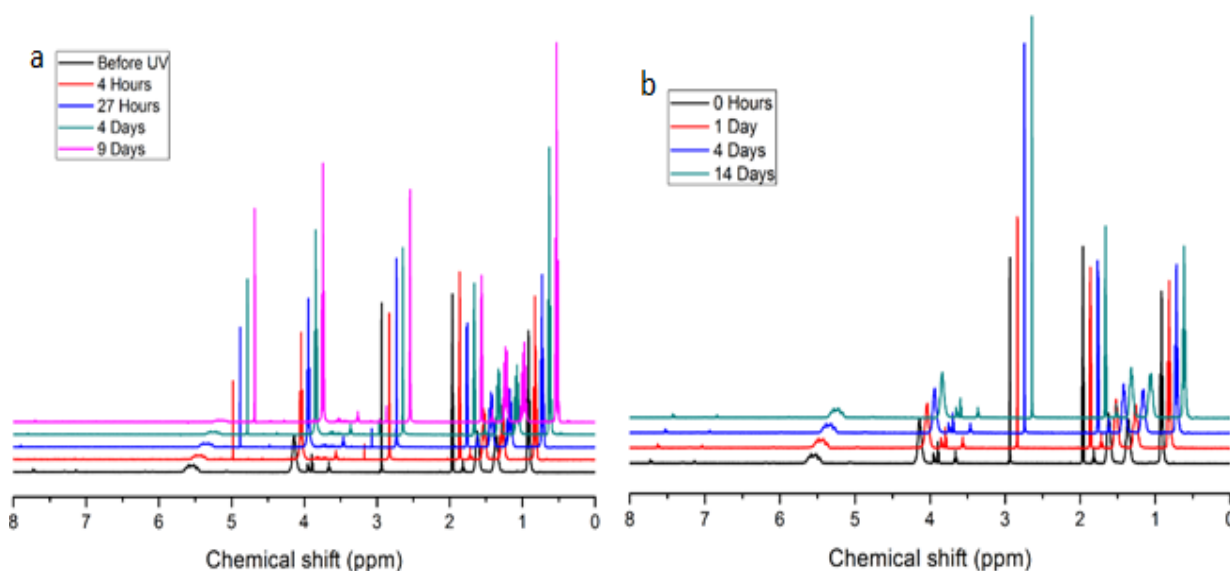 a
Before UV
4 Hours
27 Hours
4 Days
9 Days
8 7 6 5 4 3 2 1 0
Chemical shift (ppm)
b
0 Hours
1 Day
4 Days
14 Days
8 7 6 5 4 3 2 1 0
Chemical shift (ppm)